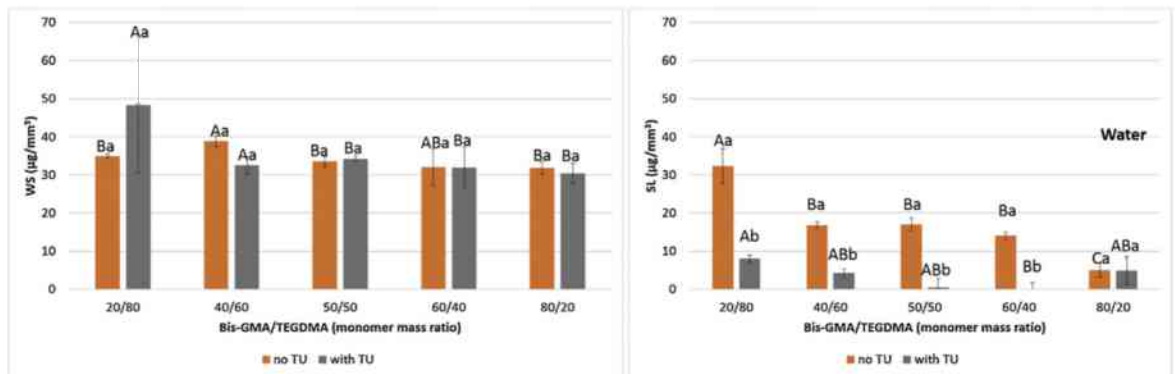 70
60
50
40
30
20
10
0
WS (µg/mm³)
Ba
Aa
Aa
Aa
Ba
Ba
ABa
Ba
Ba
Ba
20/80
40/60
50/50
60/40
80/20
Bis-GMA/TEGDMA (monomer mass ratio)
no TU
with TU
70
60
50
40
30
20
10
0
SL (µg/mm³)
Water
Aa
Ab
Ba
ABb
Ba
ABb
Ba
Bb
Ca
ABa
20/80
40/60
50/50
60/40
80/20
Bis-GMA/TEGDMA (monomer mass ratio)
no TU
with TU